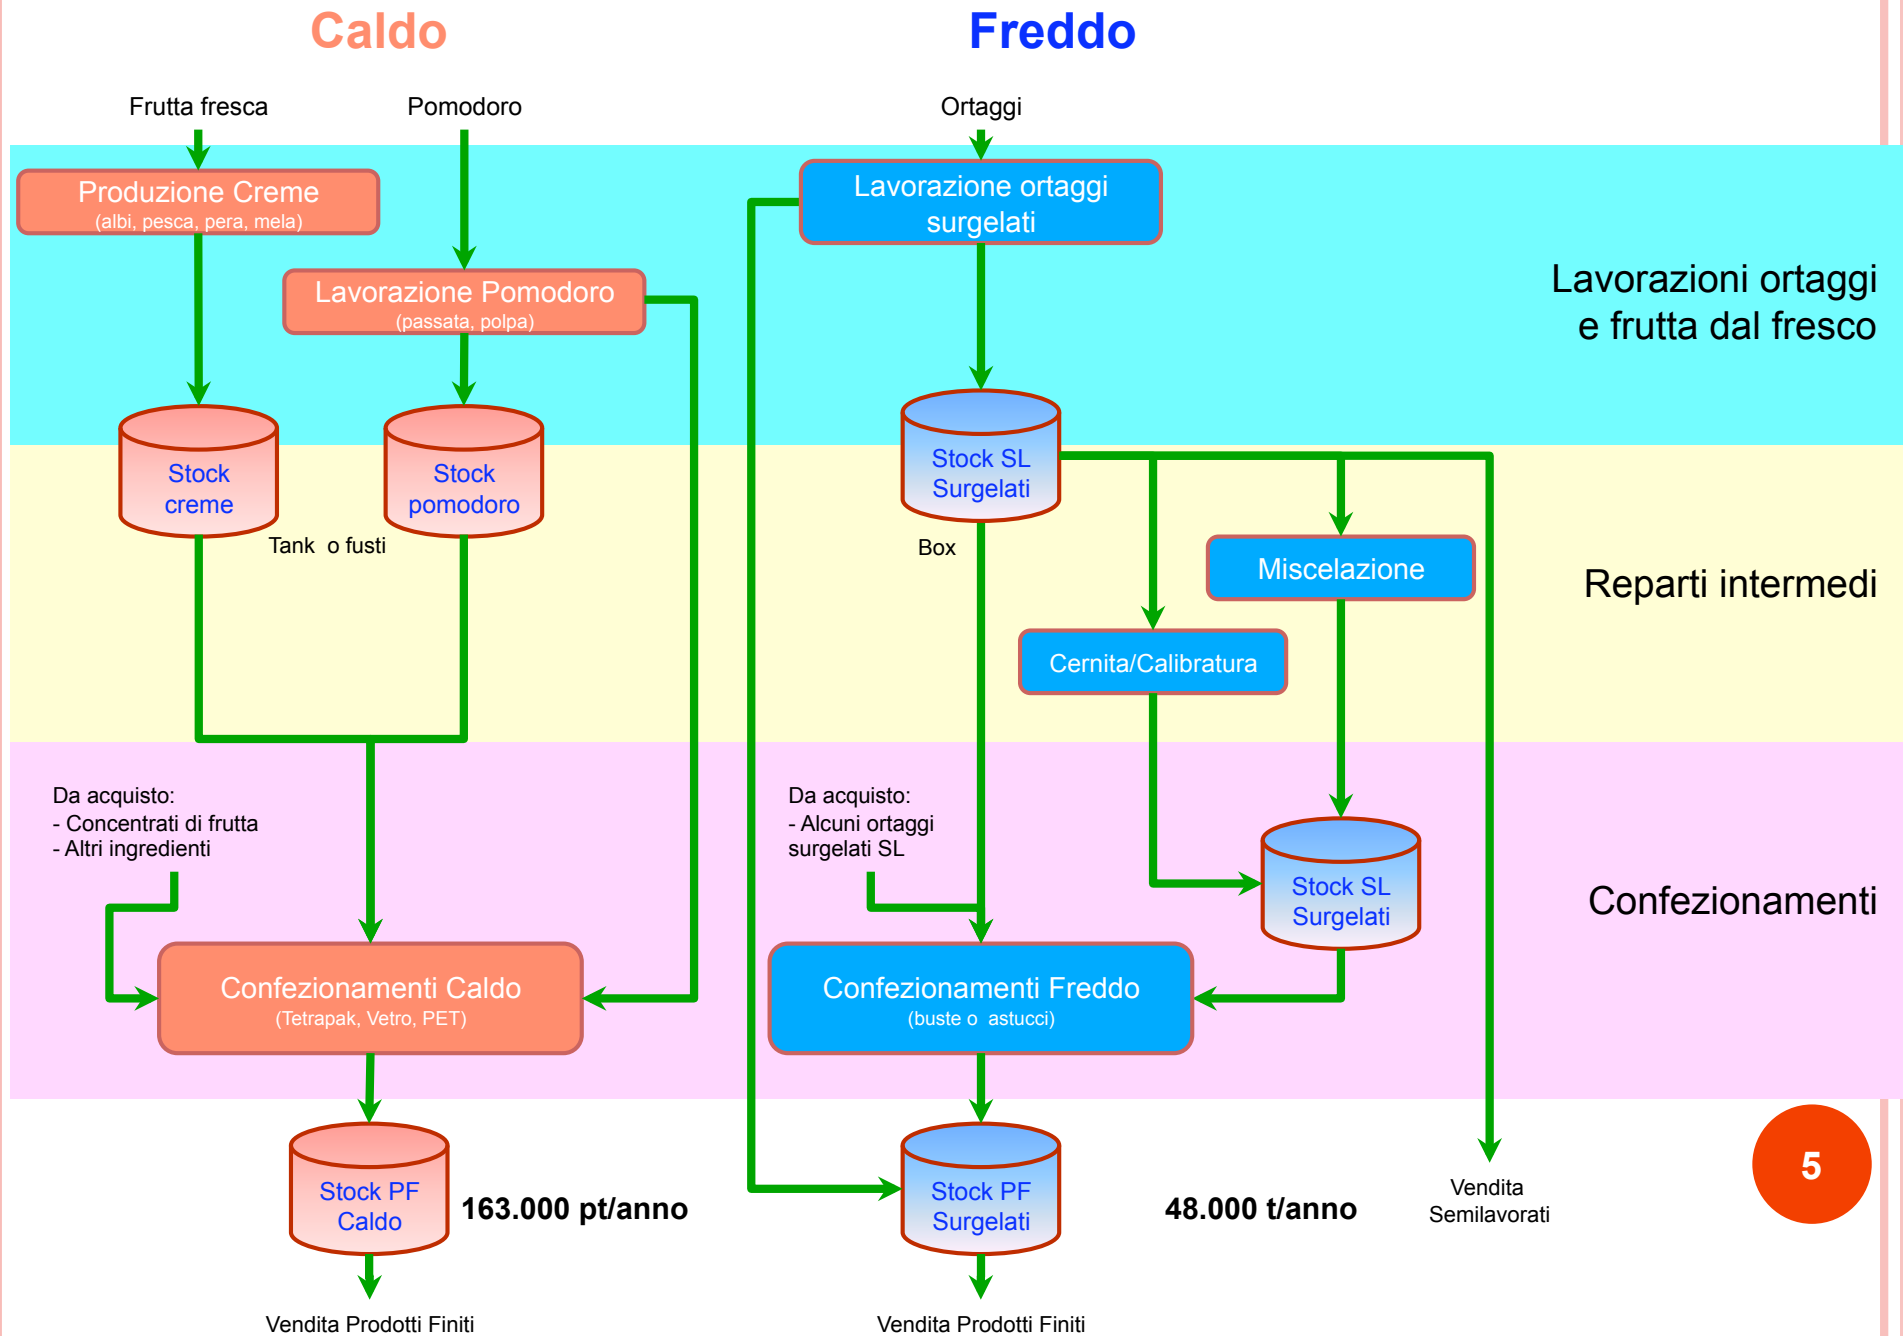 Caldo
Freddo
Frutta fresca
Pomodoro
Ortaggi
Produzione Creme
(albi, pesca, pera, mela)
Lavorazione ortaggi
surgelati
Lavorazione Pomodoro
(passata, polpa)
Lavorazioni ortaggi
e frutta dal fresco
Stock
creme
Stock
pomodoro
Stock SL
Surgelati
Tank o fusti
Box
Miscelazione
Reparti intermedi
Cernita/Calibratura
Da acquisto:
- Concentrati di frutta
- Altri ingredienti
Da acquisto:
- Alcuni ortaggi
surgelati SL
Stock SL
Surgelati
Confezionamenti
Confezionamenti Caldo
(Tetrapak, Vetro, PET)
Confezionamenti Freddo
(buste o astucci)
Stock PF
Caldo
163.000 pt/anno
Stock PF
Surgelati
48.000 t/anno
Vendita
Semilavorati
5
Vendita Prodotti Finiti
Vendita Prodotti Finiti